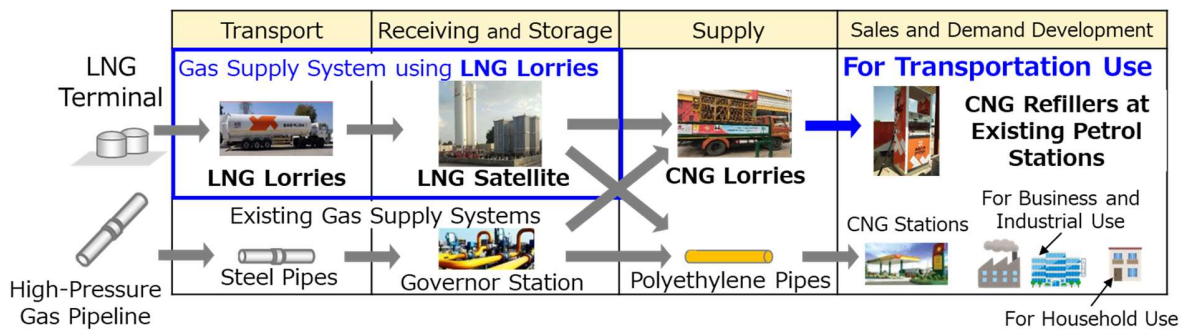 Transport
Receiving and Storage
Supply
Sales and Demand Development
LNG
Terminal
Gas Supply System using LNG Lorries
For Transportation Use
CNG Refillers at
Existing Petrol
Stations
LNG Lorries
LNG Satellite
CNG Lorries
Existing Gas Supply Systems
For Business and
Industrial Use
CNG Stations
Steel Pipes
Governor Station
Polyethylene Pipes
High-Pressure
Gas Pipeline
For Household Use